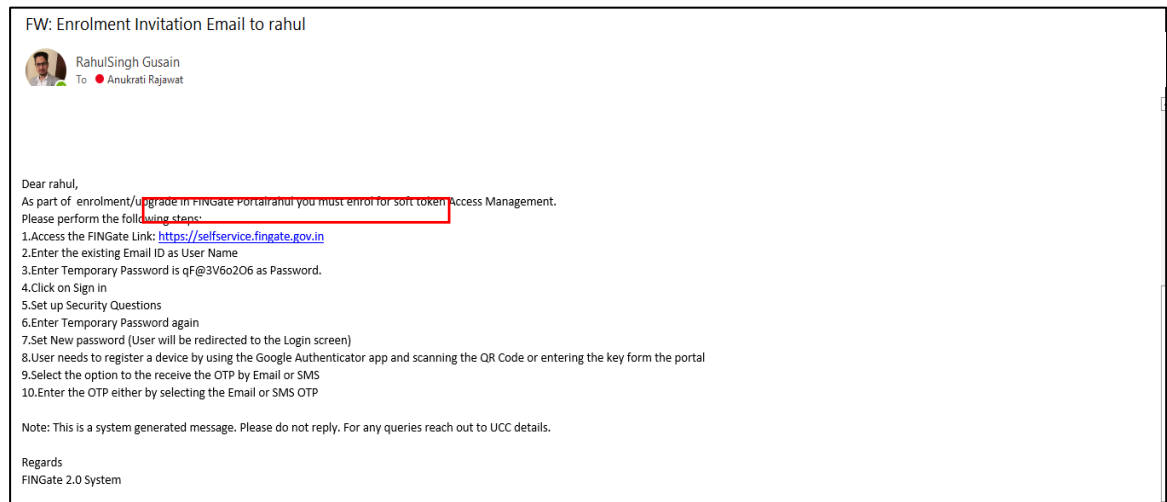 FW: Enrolment Invitation Email to rahul
RahulSingh Gusain
To Anukrati Rajawat
Dear rahul,
As part of enrolment/upgrade in FINGate Portalrahul you must enrol for soft token Access Management.
Please perform the following steps:
1.Access the FINGate Link: https://selfservice.fingate.gov.in
2.Enter the existing Email ID as User Name
3.Enter Temporary Password is qF@3V6o2O6 as Password.
4.Click on Sign in
5.Set up Security Questions
6.Enter Temporary Password again
7.Set New password (User will be redirected to the Login screen)
8.User needs to register a device by using the Google Authenticator app and scanning the QR Code or entering the key form the portal
9.Select the option to the receive the OTP by Email or SMS
10.Enter the OTP either by selecting the Email or SMS OTP
Note: This is a system generated message. Please do not reply. For any queries reach out to UCC details.
Regards
FINGate 2.0 System